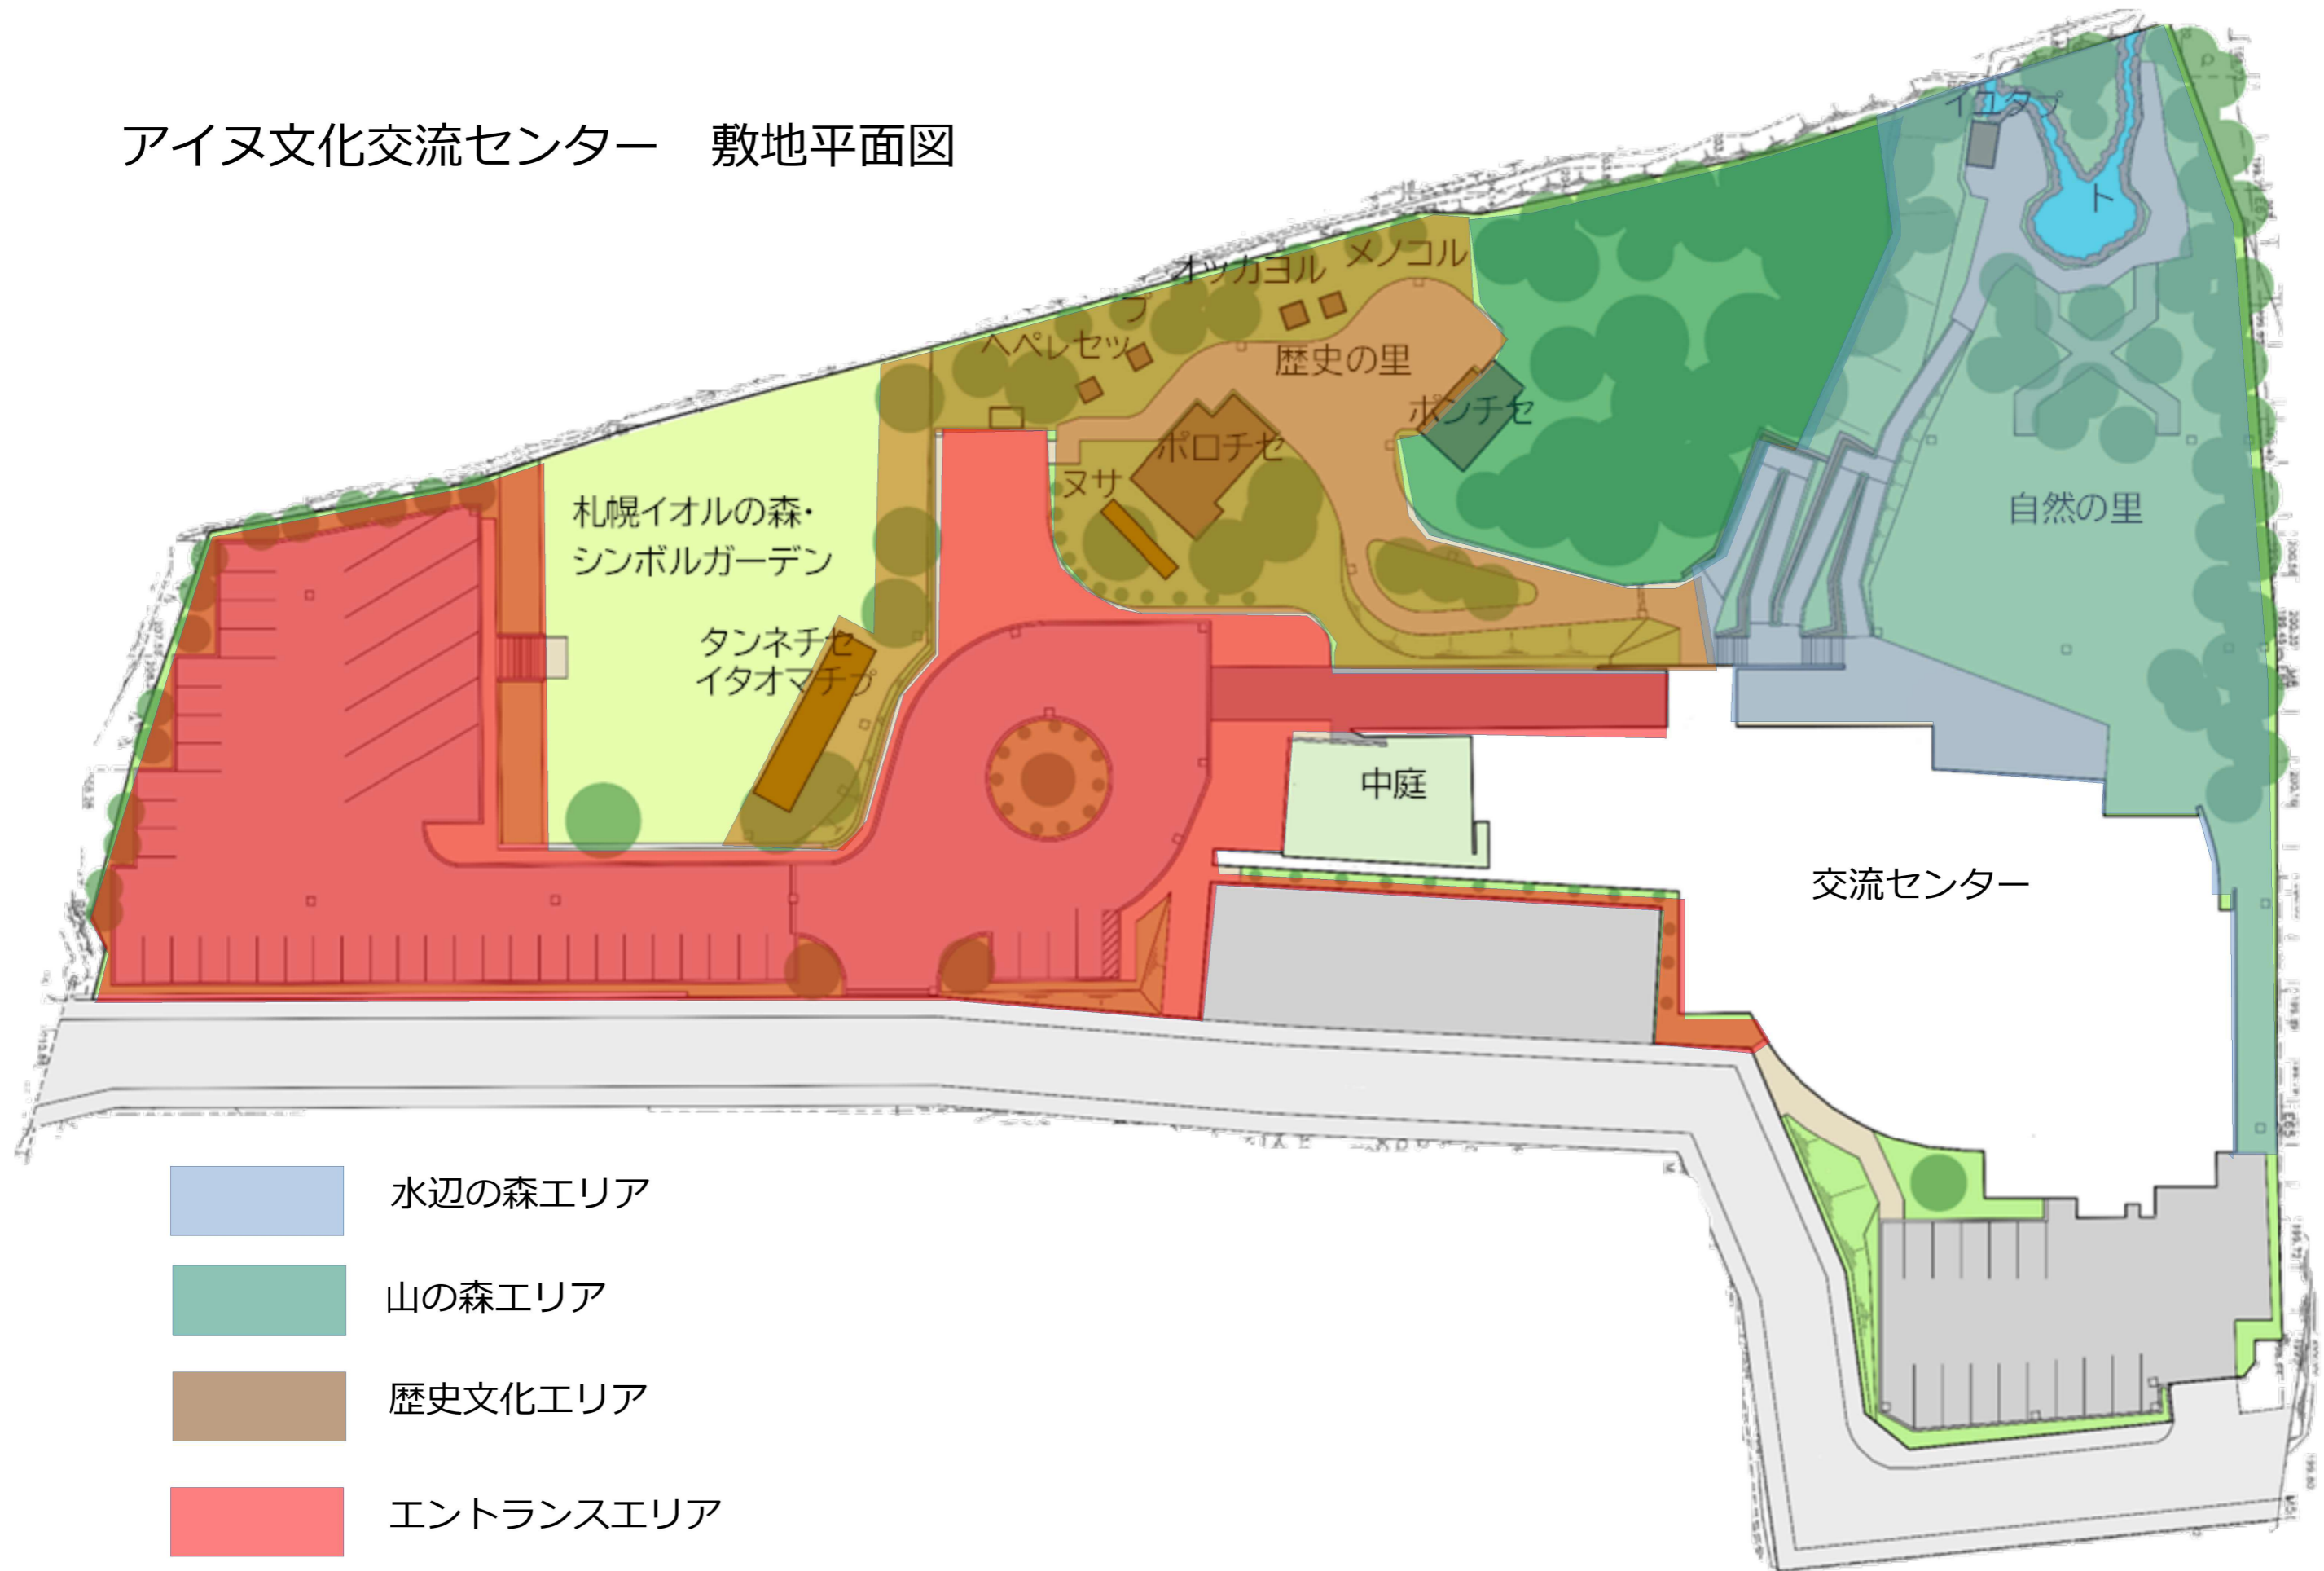 アイヌ文化交流センター　敷地平面図
イユタプ
ト
メノコル
オッカヨル
プ
ヘペレセッ
歴史の里
ポンチセ
ポロチセ
ヌサ
自然の里
札幌イオルの森・
シンボルガーデン
タンネチセ
イタオマチプ
中庭
交流センター
水辺の森エリア
山の森エリア
歴史文化エリア
エントランスエリア